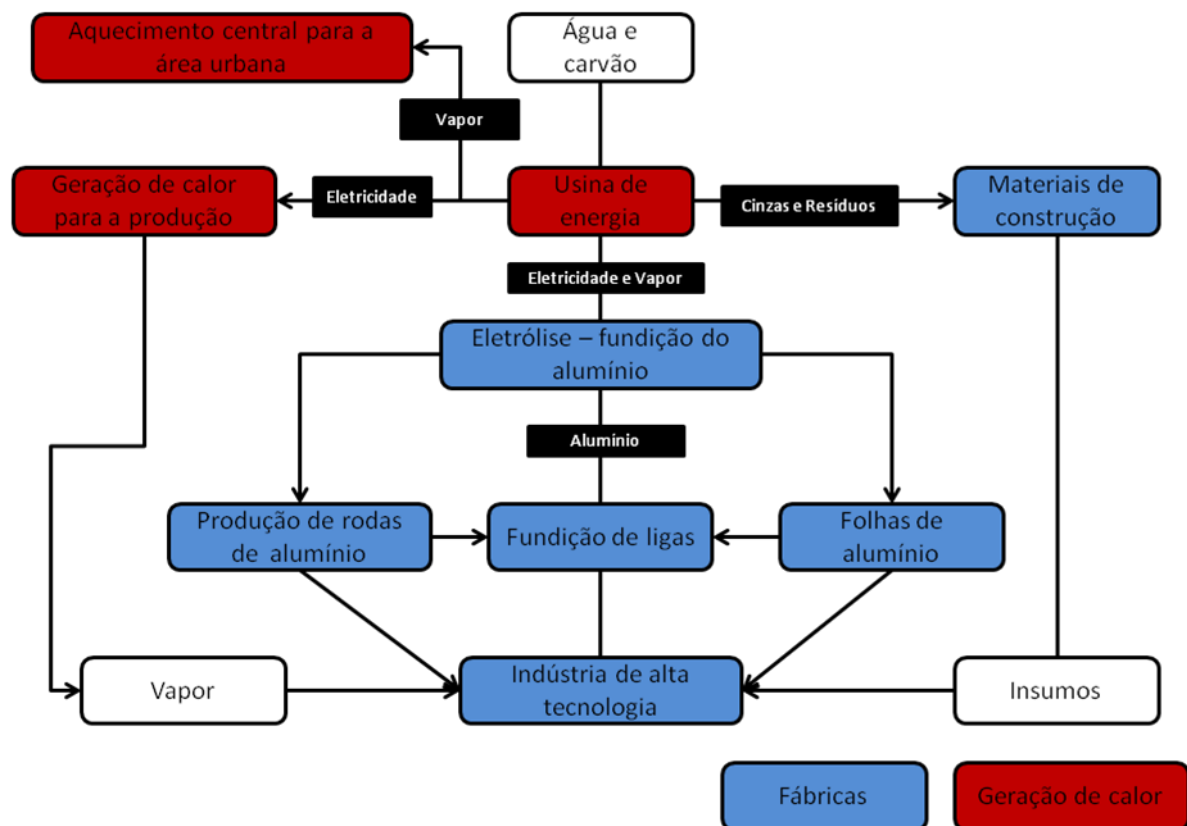 Aquecimento central para a
área urbana
Água e
carvão
Vapor
Geração de calor
para a produção
Eletricidade
Usina de
energia
Cinzas e Resíduos
Materiais de
construção
Eletricidade e Vapor
Eletrólise – fundição do
alumínio
Alumínio
Produção de rodas
de alumínio
Fundição de ligas
Folhas de
alumínio
Vapor
Indústria de alta
tecnologia
Insumos
Fábricas
Geração de calor